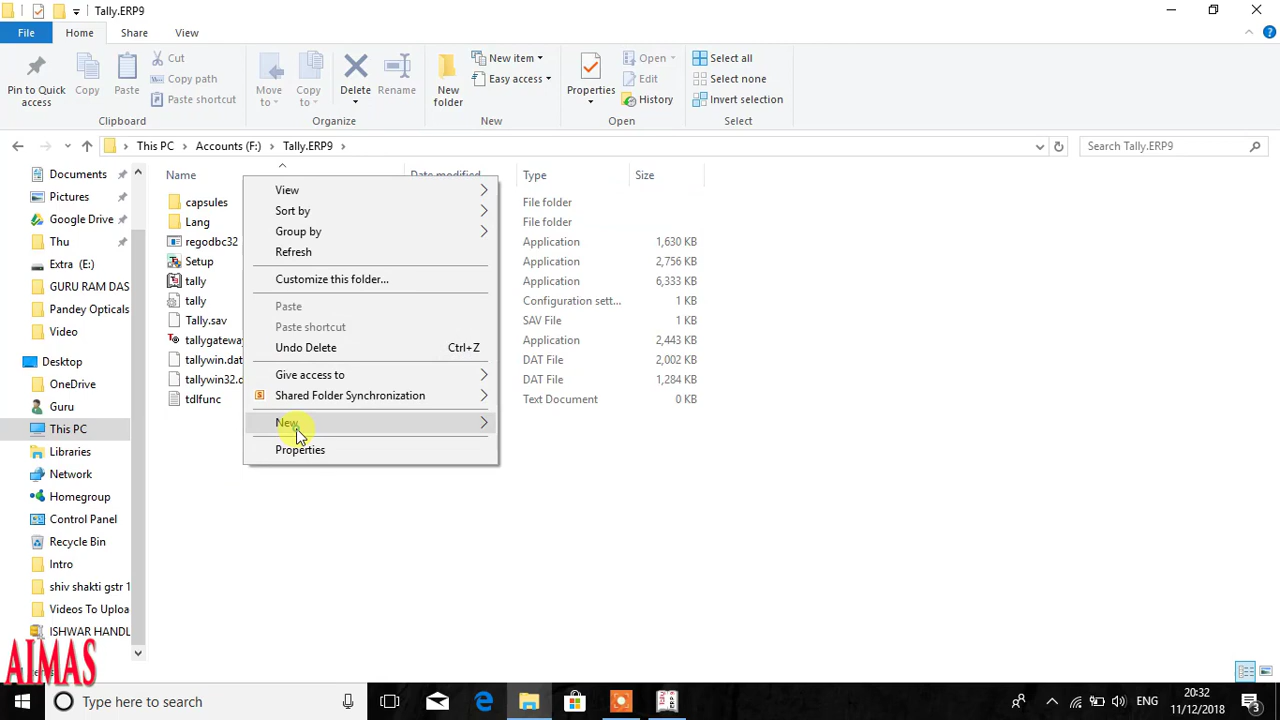 Tally.ERP9
File Home Share View
Pin to Quick access
Copy
Paste
Cut
Copy path
Paste shortcut
Clipboard
Move to
Copy to
Delete
Rename
Organize
New folder
New item
Easy access
New
Properties
Open
Edit
History
Open
Select all
Select none
Invert selection
Select
This PC Accounts (F:) Tally.ERP9
Search Tally.ERP9
Documents
Pictures
Google Drive
Thu
Extra (E:)
GURU RAM DAS
Pandey Opticals
Video
Desktop
OneDrive
Guru
This PC
Libraries
Network
Homegroup
Control Panel
Recycle Bin
Intro
shiv shakti gstr 1
Videos To Uploa
ISHWAR HANDL
Name Date modified Type Size
capsules File folder
Lang File folder
regodbc32 Application 1,630 KB
Setup Application 2,756 KB
tally Application 6,333 KB
tally Configuration sett... 1 KB
Tally.sav SAV File 1 KB
tallygateway Application 2,443 KB
tallywin.dat DAT File 2,002 KB
tallywin32.d DAT File 1,284 KB
tdlfunc Text Document 0 KB
View
Sort by
Group by
Refresh
Customize this folder...
Paste
Paste shortcut
Undo Delete Ctrl+Z
Give access to
Shared Folder Synchronization
New
Properties
AIMAS
Type here to search
ENG
20:32
11/12/2018
3